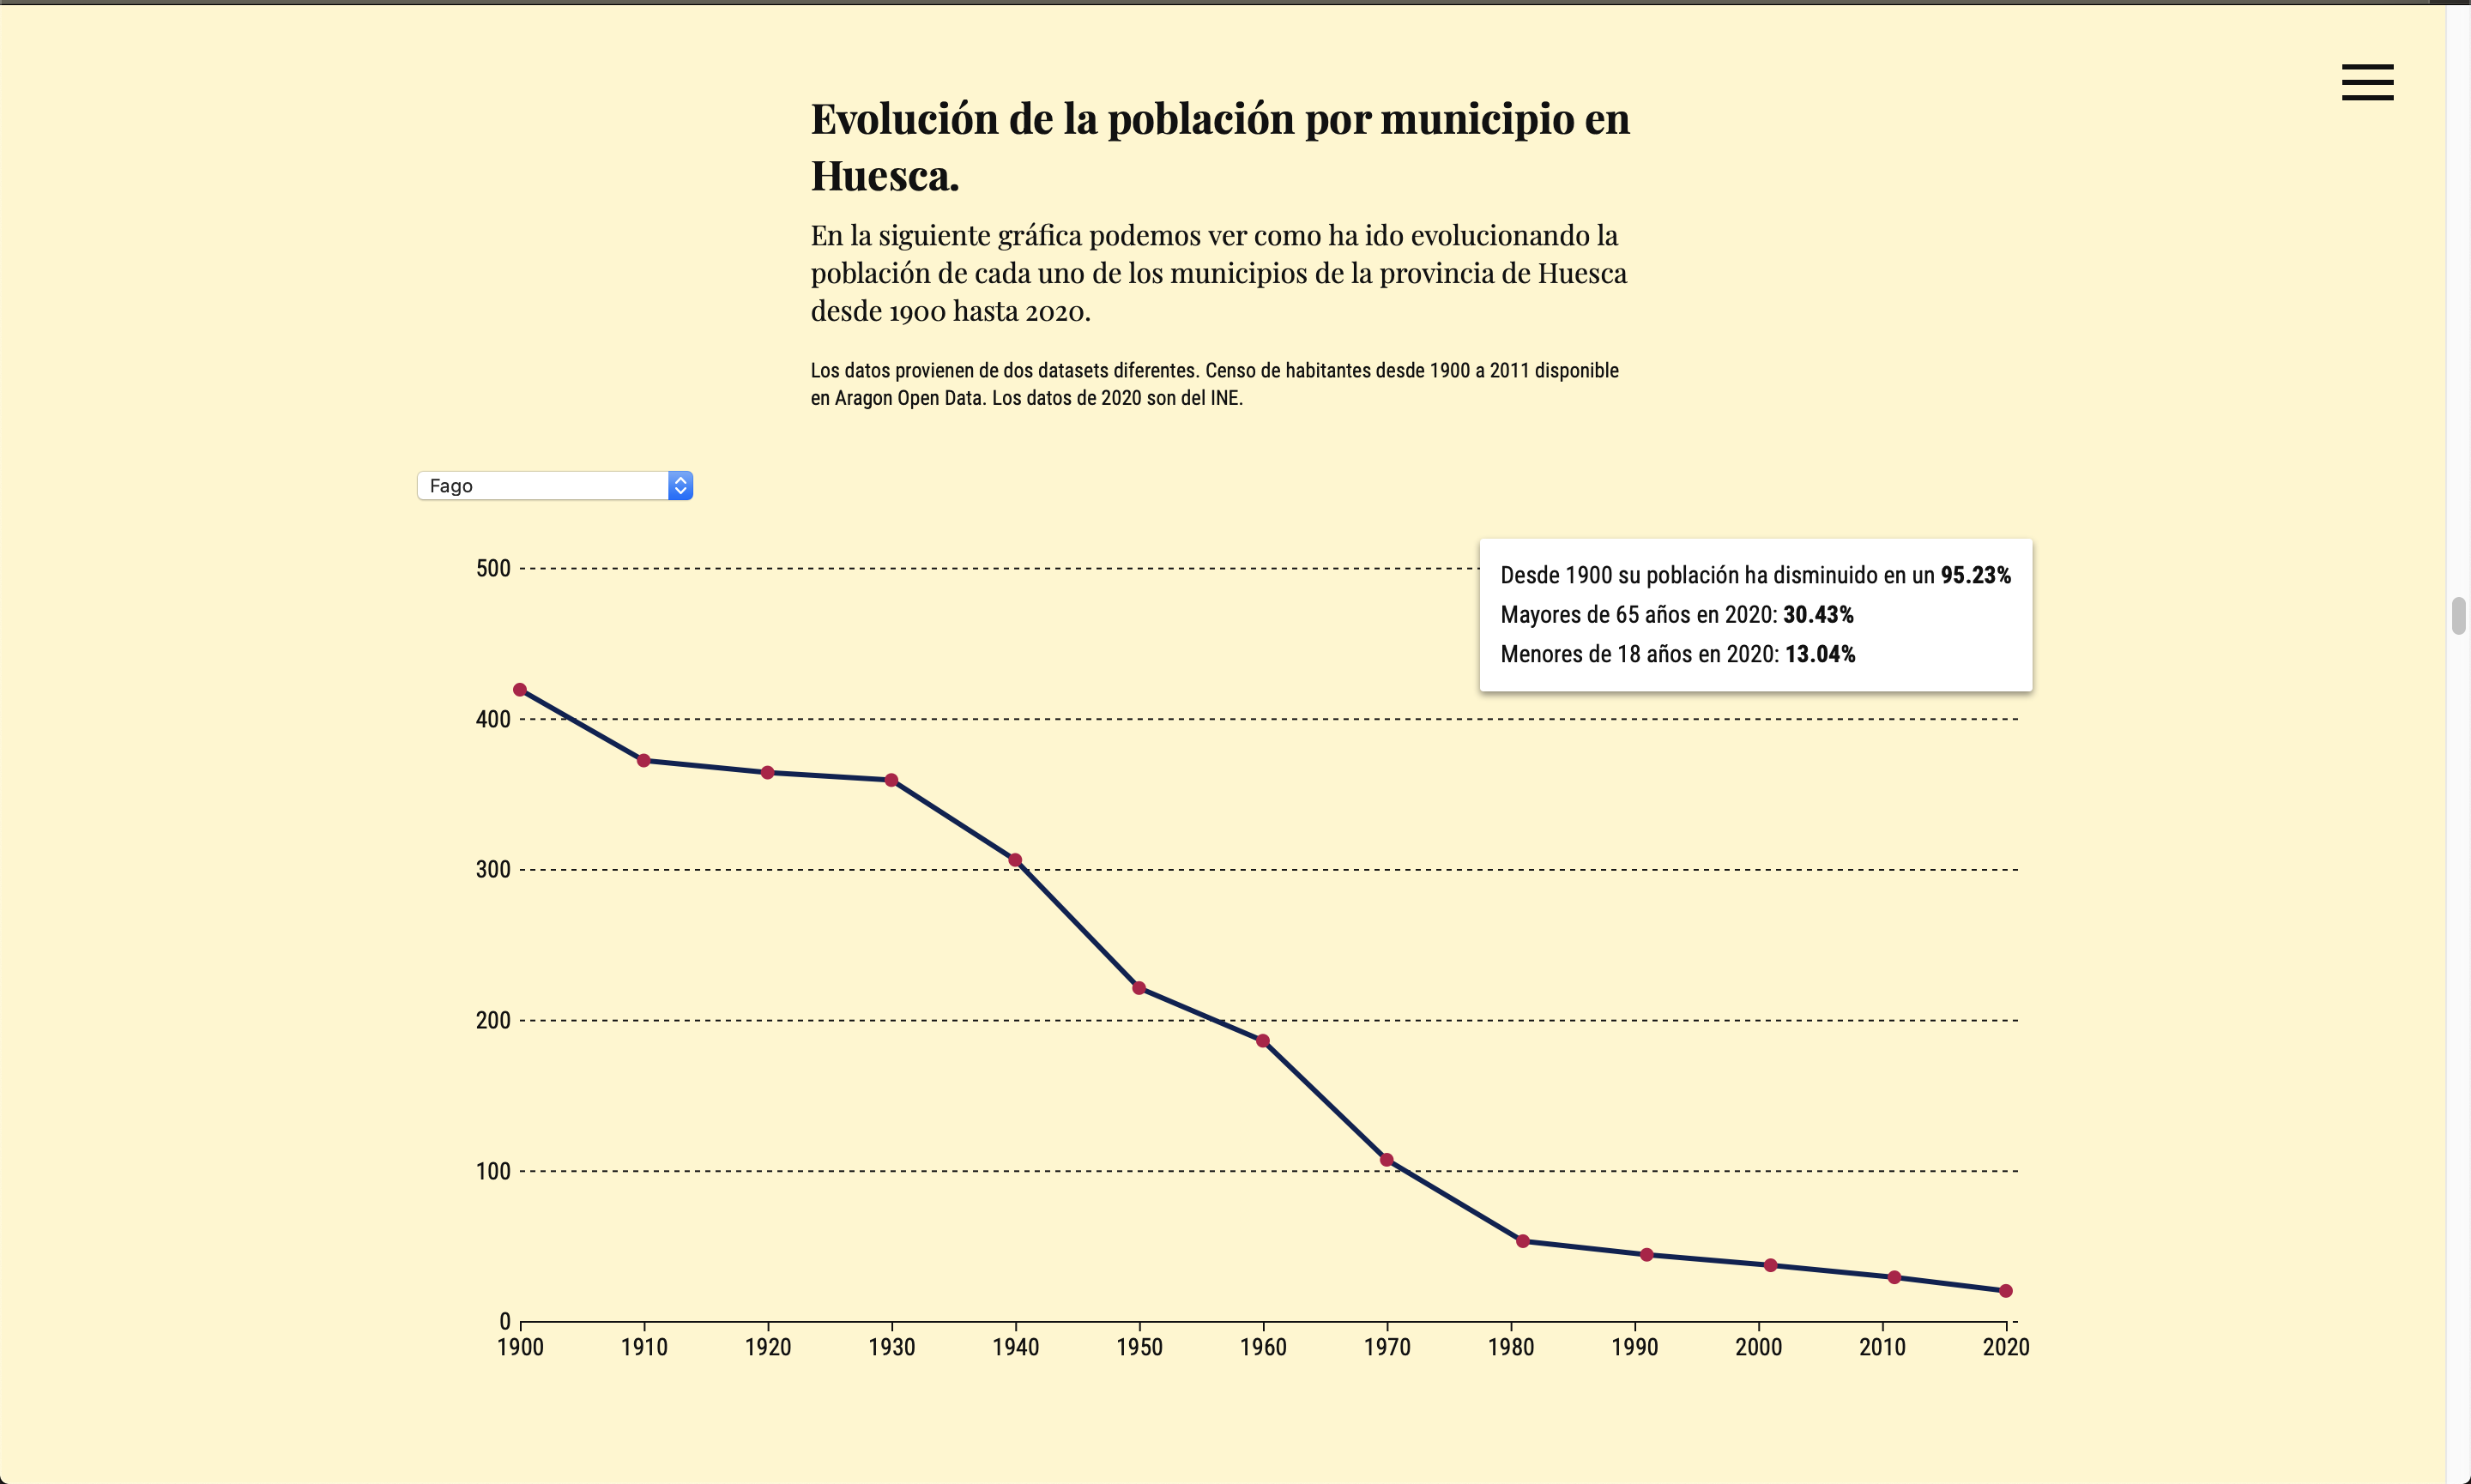 Evolución de la población por municipio en
Huesca.
En la siguiente gráfica podemos ver como ha ido evolucionando la
población de cada uno de los municipios de la provincia de Huesca
desde 1900 hasta 2020.
Los datos provienen de dos datasets diferentes. Censo de habitantes desde 1900 a 2011 disponible
en Aragon Open Data. Los datos de 2020 son del INE.
Fago
Desde 1900 su población ha disminuido en un 95.23%
Mayores de 65 años en 2020: 30.43%
Menores de 18 años en 2020: 13.04%
500
400
300
200
100
0
1900 1910 1920 1930 1940 1950 1960 1970 1980 1990 2000 2010 2020